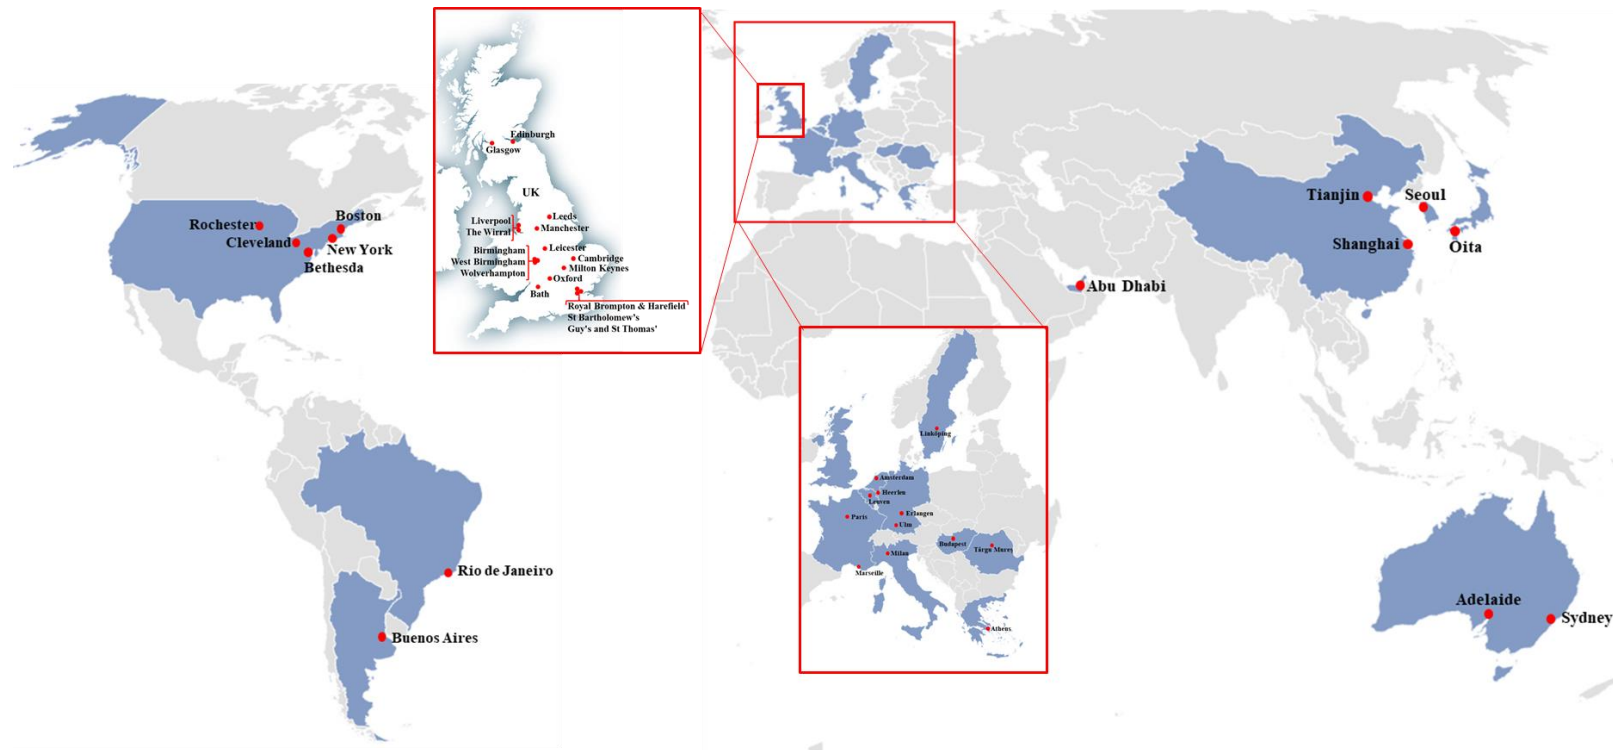 Edinburgh
Glasgow
UK
Leeds
Liverpool
The Wirral
Manchester
Leicester
Birmingham
West Birmingham
Wolverhampton
Cambridge
Milton Keynes
Oxford
Bath
Royal Brompton & Harefield
St Bartholomew's
Guy's and St Thomas'
Rochester
Boston
Cleveland
New York
Bethesda
Rio de Janeiro
Buenos Aires
Linköping
Amsterdam
Heerlen
Leuven
Paris
Erlangen
Ulm
Budapest
Târgu Mureș
Milan
Marseille
Athens
Tianjin
Seoul
Shanghai
Oita
Abu Dhabi
Adelaide
Sydney